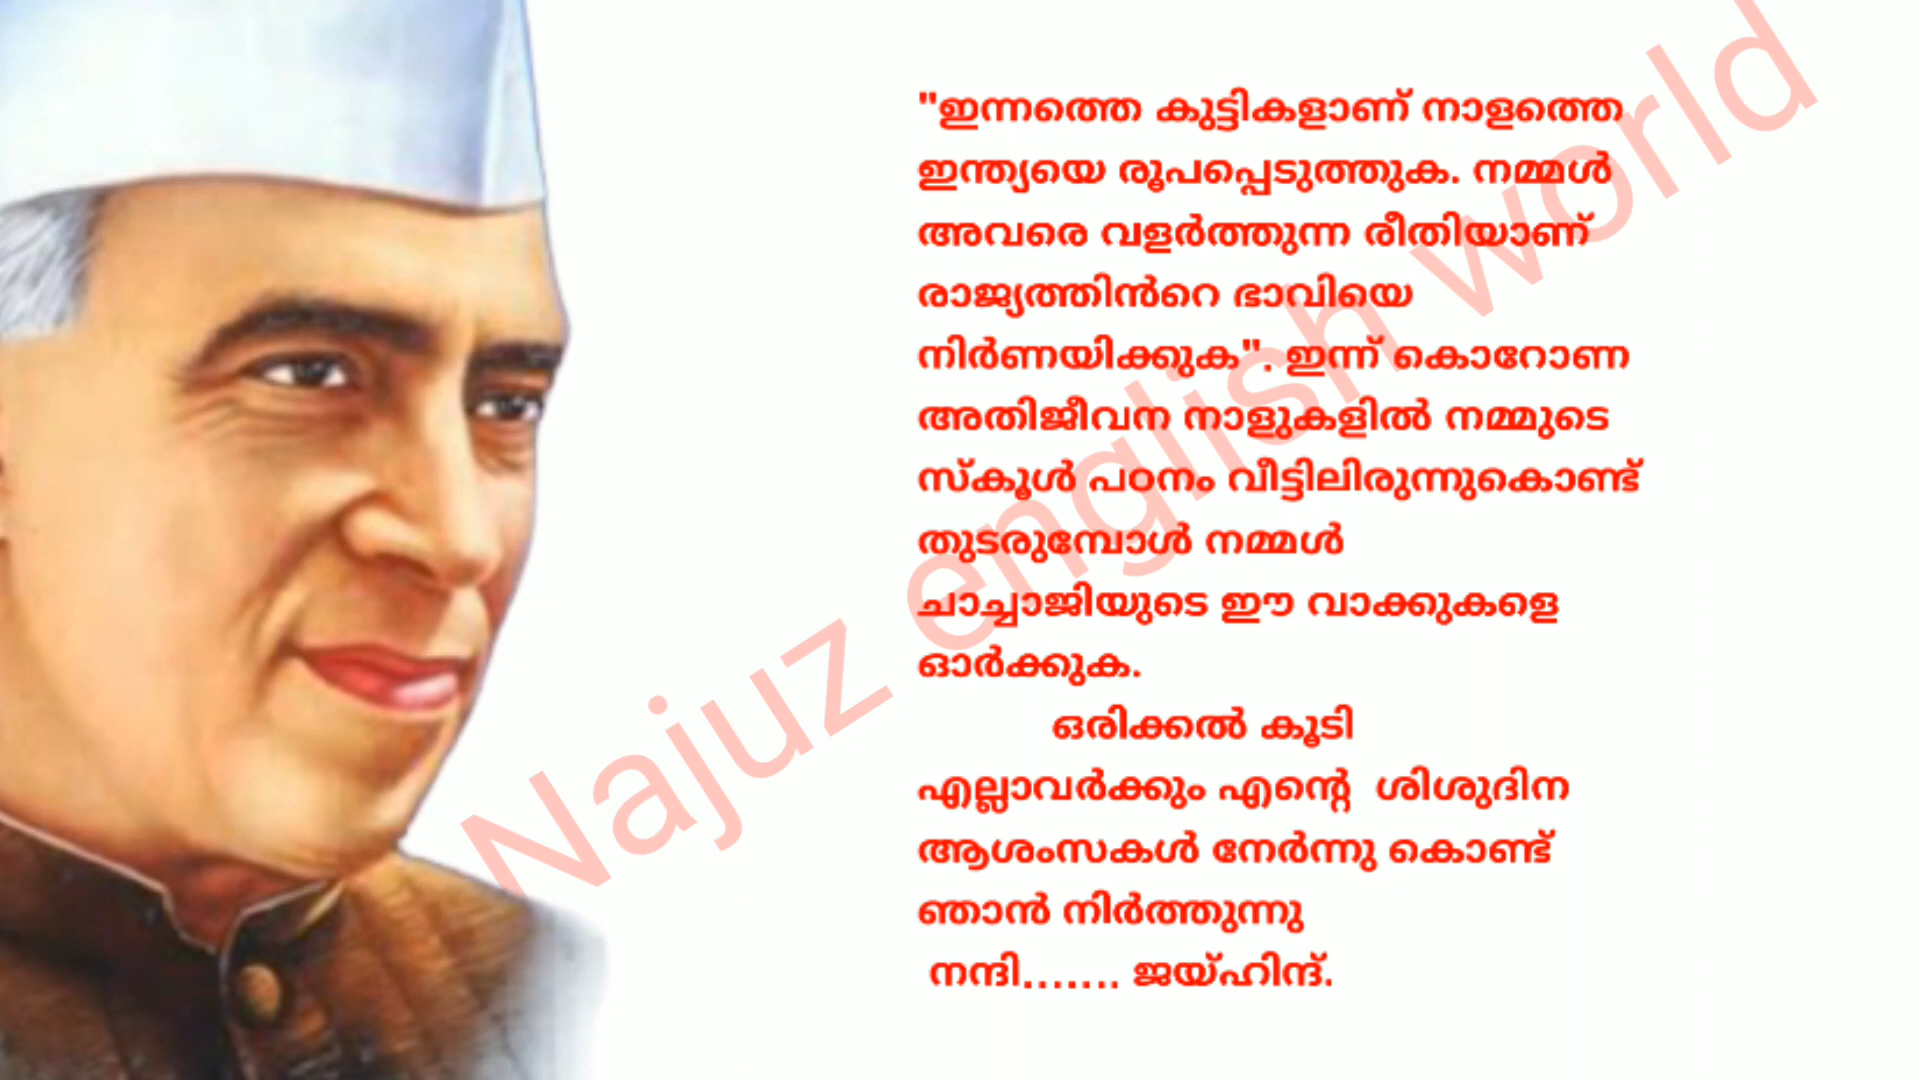 "ഇന്നത്തെ കുട്ടികളാണ് നാളത്തെ
ഇന്ത്യയെ രൂപപ്പെടുത്തുക. നമ്മൾ
അവരെ വളർത്തുന്ന രീതിയാണ്
രാജ്യത്തിൻറെ ഭാവിയെ
നിർണയിക്കുക". ഇന്ന് കൊറോണ
അതിജീവന നാളുകളിൽ നമ്മുടെ
സ്കൂൾ പഠനം വീട്ടിലിരുന്നുകൊണ്ട്
തുടരുമ്പോൾ നമ്മൾ
ചാച്ചാജിയുടെ ഈ വാക്കുകളെ
ഓർക്കുക.
ഒരിക്കൽ കൂടി
എല്ലാവർക്കും എന്റെ ശിശുദിന
ആശംസകൾ നേർന്നു കൊണ്ട്
ഞാൻ നിർത്തുന്നു
നന്ദി....... ജയ്ഹിന്ദ്.
Najuz english world